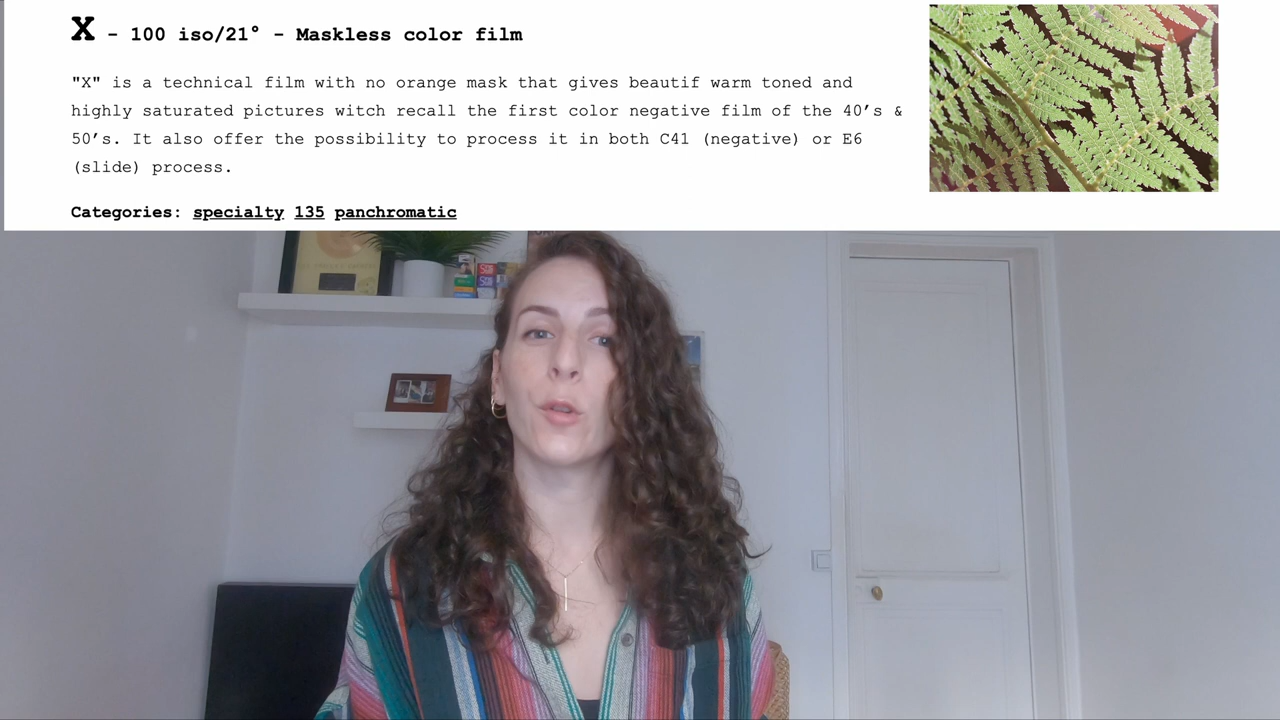 X - 100 iso/21° - Maskless color film
"X" is a technical film with no orange mask that gives beautif warm toned and
highly saturated pictures witch recall the first color negative film of the 40’s &
50’s. It also offer the possibility to process it in both C41 (negative) or E6
(slide) process.
Categories: specialty 135 panchromatic